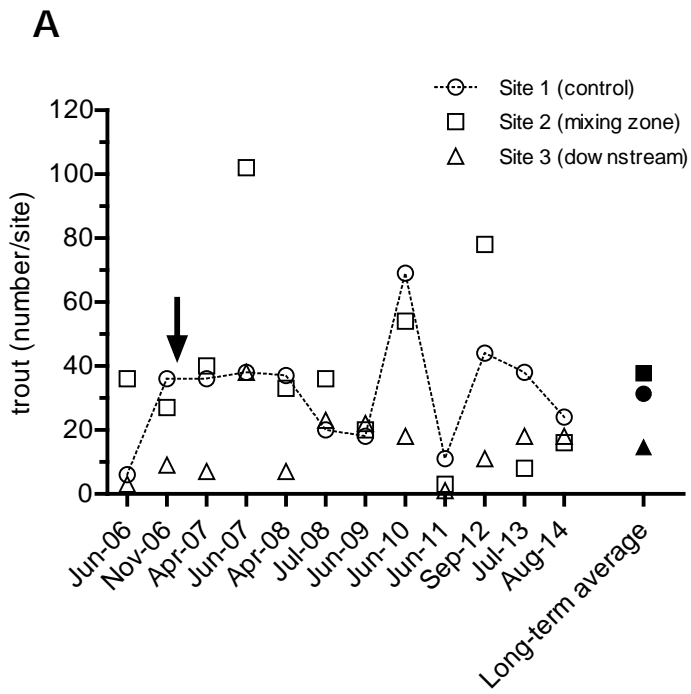 A
Site 1 (control)
Site 2 (mixing zone)
Site 3 (dow nstream)
trout (number/site)
120
100
80
60
40
20
0
Jun-06
Nov-06
Apr-07
Jun-07
Apr-08
Jul-08
Jun-09
Jun-10
Jun-11
Sep-12
Jul-13
Aug-14
Long-term average